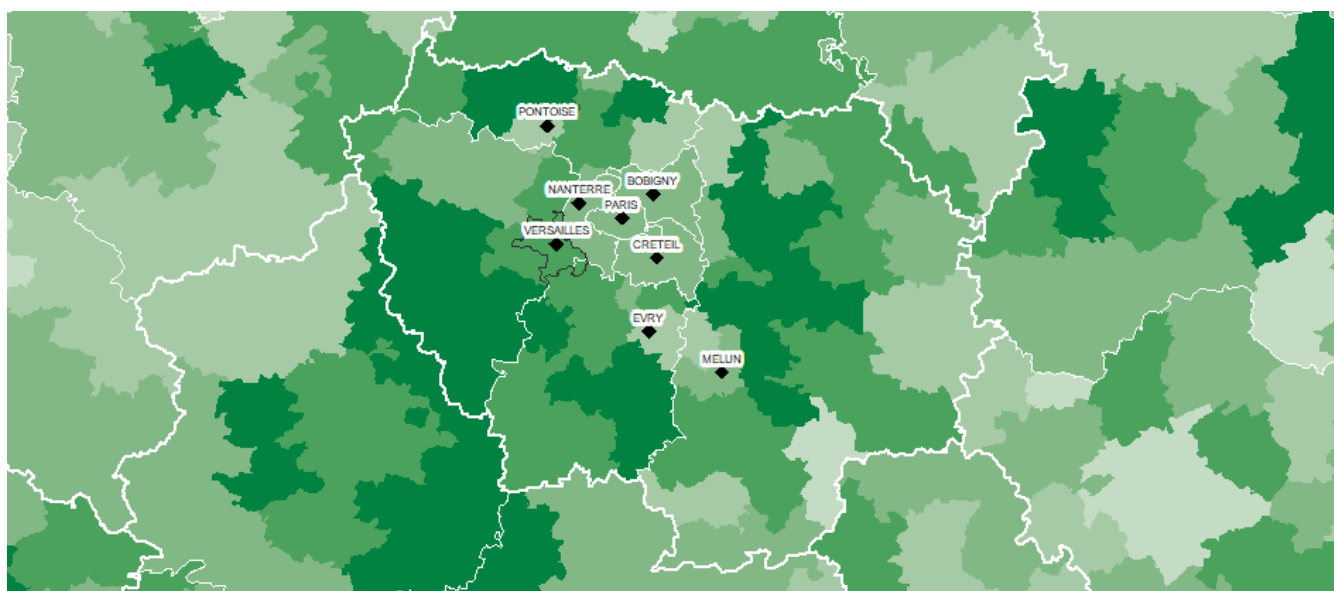 PONTOISE
BOBIGNY
NANTERRE
PARIS
VERSAILLES
CRETEIL
EVRY
MELUN